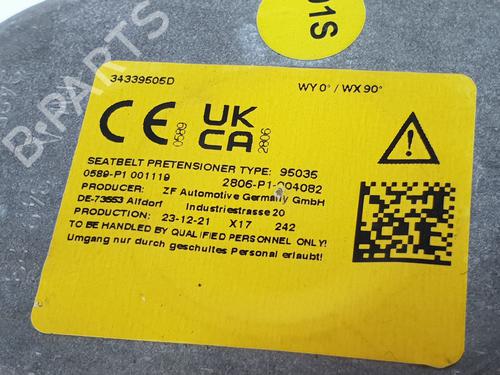 B-PARTS
01S
34339505D
WY 0° / WX 90°
CE 0589 UK CA 2806
SEATBELT PRETENSIONER TYPE: 95035
0589-P1 001119 2806-P1-004082
PRODUCER: ZF Automotive Germany GmbH
DE-73553 Alfdorf Industriestrasse 20
PRODUCTION: 23-12-21 X17 242
TO BE HANDLED BY QUALIFIED PERSONNEL ONLY!
Umgang nur durch geschultes Personal erlaubt!